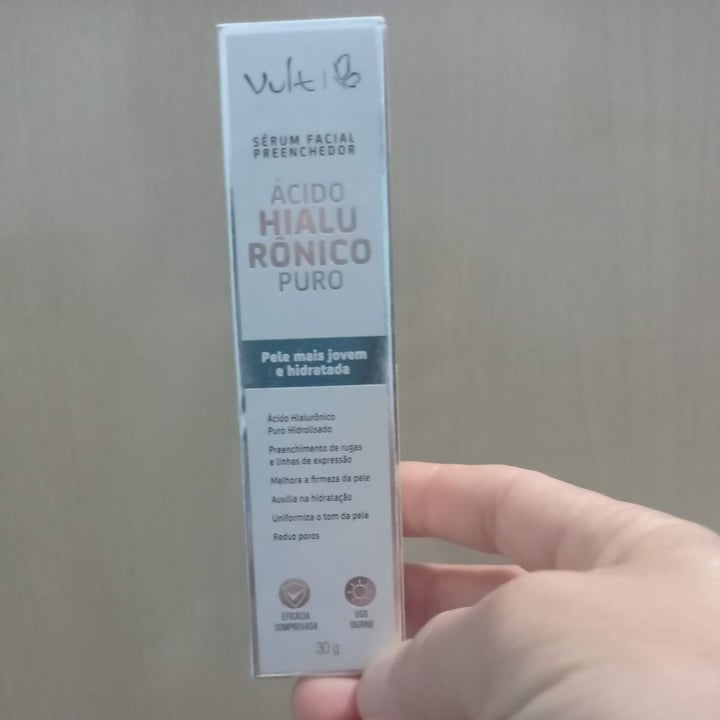 Vult
SÉRUM FACIAL
PREENCHEDOR
ÁCIDO
HIALU
RÔNICO
PURO
Pele mais jovem
e hidratada
Ácido Hialurônico
Puro Hidrolisado
Preenchimento de rugas
e linhas de expressão
Melhora a firmeza da pele
Auxilia na hidratação
Uniformiza o tom da pele
Reduz poros
EFICÁCIA
COMPROVADA
USO
DIURNO
30 g